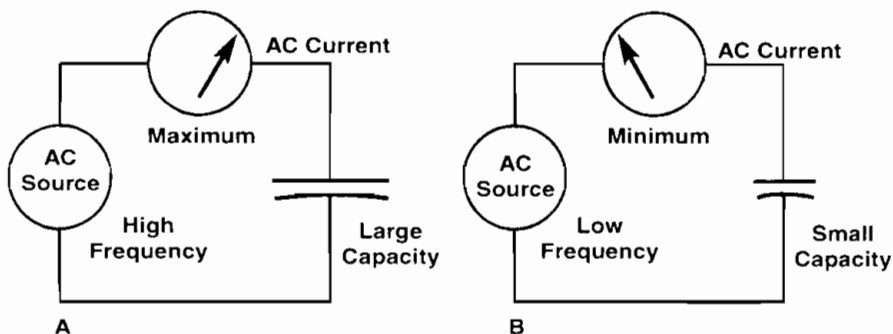 AC Current
Maximum
AC
Source
High
Frequency
Large
Capacity
A
AC Current
Minimum
AC
Source
Low
Frequency
Small
Capacity
B